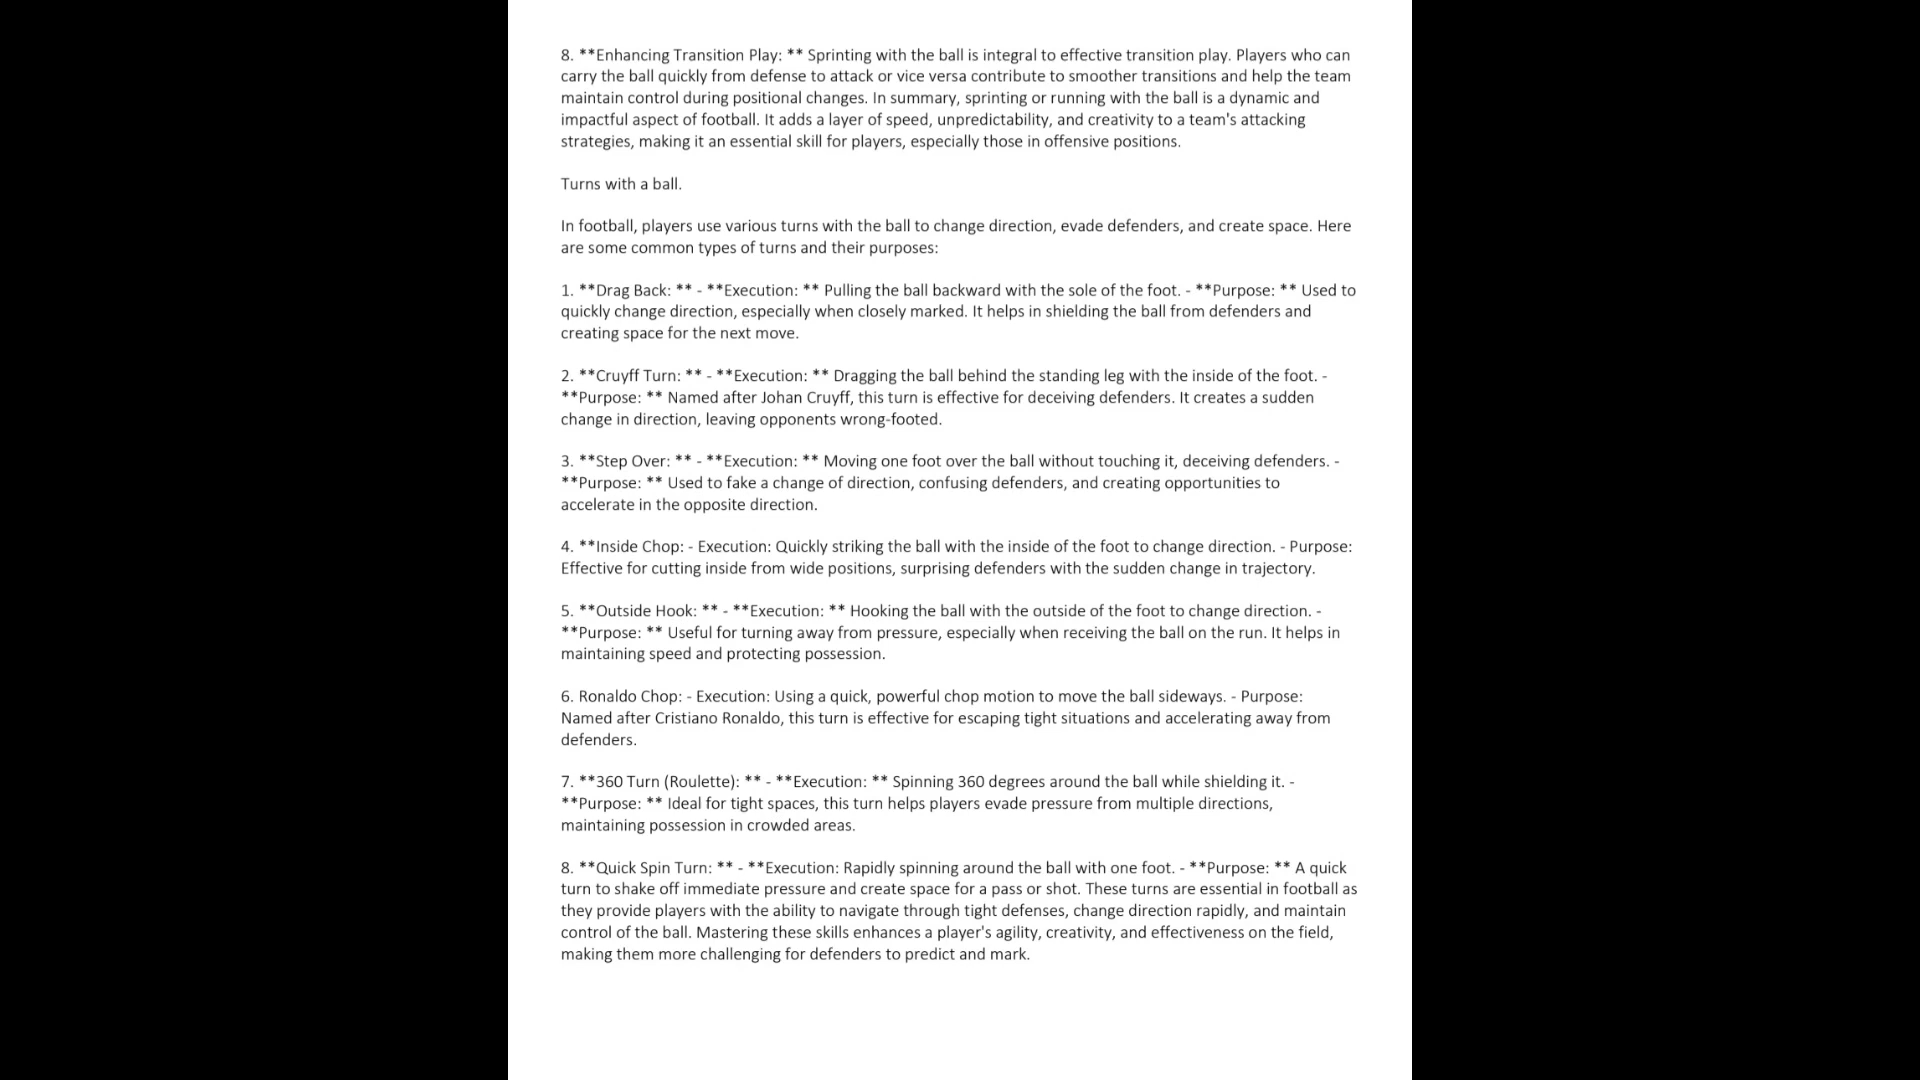 8. **Enhancing Transition Play: ** Sprinting with the ball is integral to effective transition play. Players who can
carry the ball quickly from defense to attack or vice versa contribute to smoother transitions and help the team
maintain control during positional changes. In summary, sprinting or running with the ball is a dynamic and
impactful aspect of football. It adds a layer of speed, unpredictability, and creativity to a team's attacking
strategies, making it an essential skill for players, especially those in offensive positions.
Turns with a ball.
In football, players use various turns with the ball to change direction, evade defenders, and create space. Here
are some common types of turns and their purposes:
1. **Drag Back: ** - **Execution: ** Pulling the ball backward with the sole of the foot. - **Purpose: ** Used to
quickly change direction, especially when closely marked. It helps in shielding the ball from defenders and
creating space for the next move.
2. **Cruyff Turn: ** - **Execution: ** Dragging the ball behind the standing leg with the inside of the foot. -
**Purpose: ** Named after Johan Cruyff, this turn is effective for deceiving defenders. It creates a sudden
change in direction, leaving opponents wrong-footed.
3. **Step Over: ** - **Execution: ** Moving one foot over the ball without touching it, deceiving defenders. -
**Purpose: ** Used to fake a change of direction, confusing defenders, and creating opportunities to
accelerate in the opposite direction.
4. **Inside Chop: - Execution: Quickly striking the ball with the inside of the foot to change direction. - Purpose:
Effective for cutting inside from wide positions, surprising defenders with the sudden change in trajectory.
5. **Outside Hook: ** - **Execution: ** Hooking the ball with the outside of the foot to change direction. -
**Purpose: ** Useful for turning away from pressure, especially when receiving the ball on the run. It helps in
maintaining speed and protecting possession.
6. Ronaldo Chop: - Execution: Using a quick, powerful chop motion to move the ball sideways. - Purpose:
Named after Cristiano Ronaldo, this turn is effective for escaping tight situations and accelerating away from
defenders.
7. **360 Turn (Roulette): ** - **Execution: ** Spinning 360 degrees around the ball while shielding it. -
**Purpose: ** Ideal for tight spaces, this turn helps players evade pressure from multiple directions,
maintaining possession in crowded areas.
8. **Quick Spin Turn: ** - **Execution: Rapidly spinning around the ball with one foot. - **Purpose: ** A quick
turn to shake off immediate pressure and create space for a pass or shot. These turns are essential in football as
they provide players with the ability to navigate through tight defenses, change direction rapidly, and maintain
control of the ball. Mastering these skills enhances a player's agility, creativity, and effectiveness on the field,
making them more challenging for defenders to predict and mark.